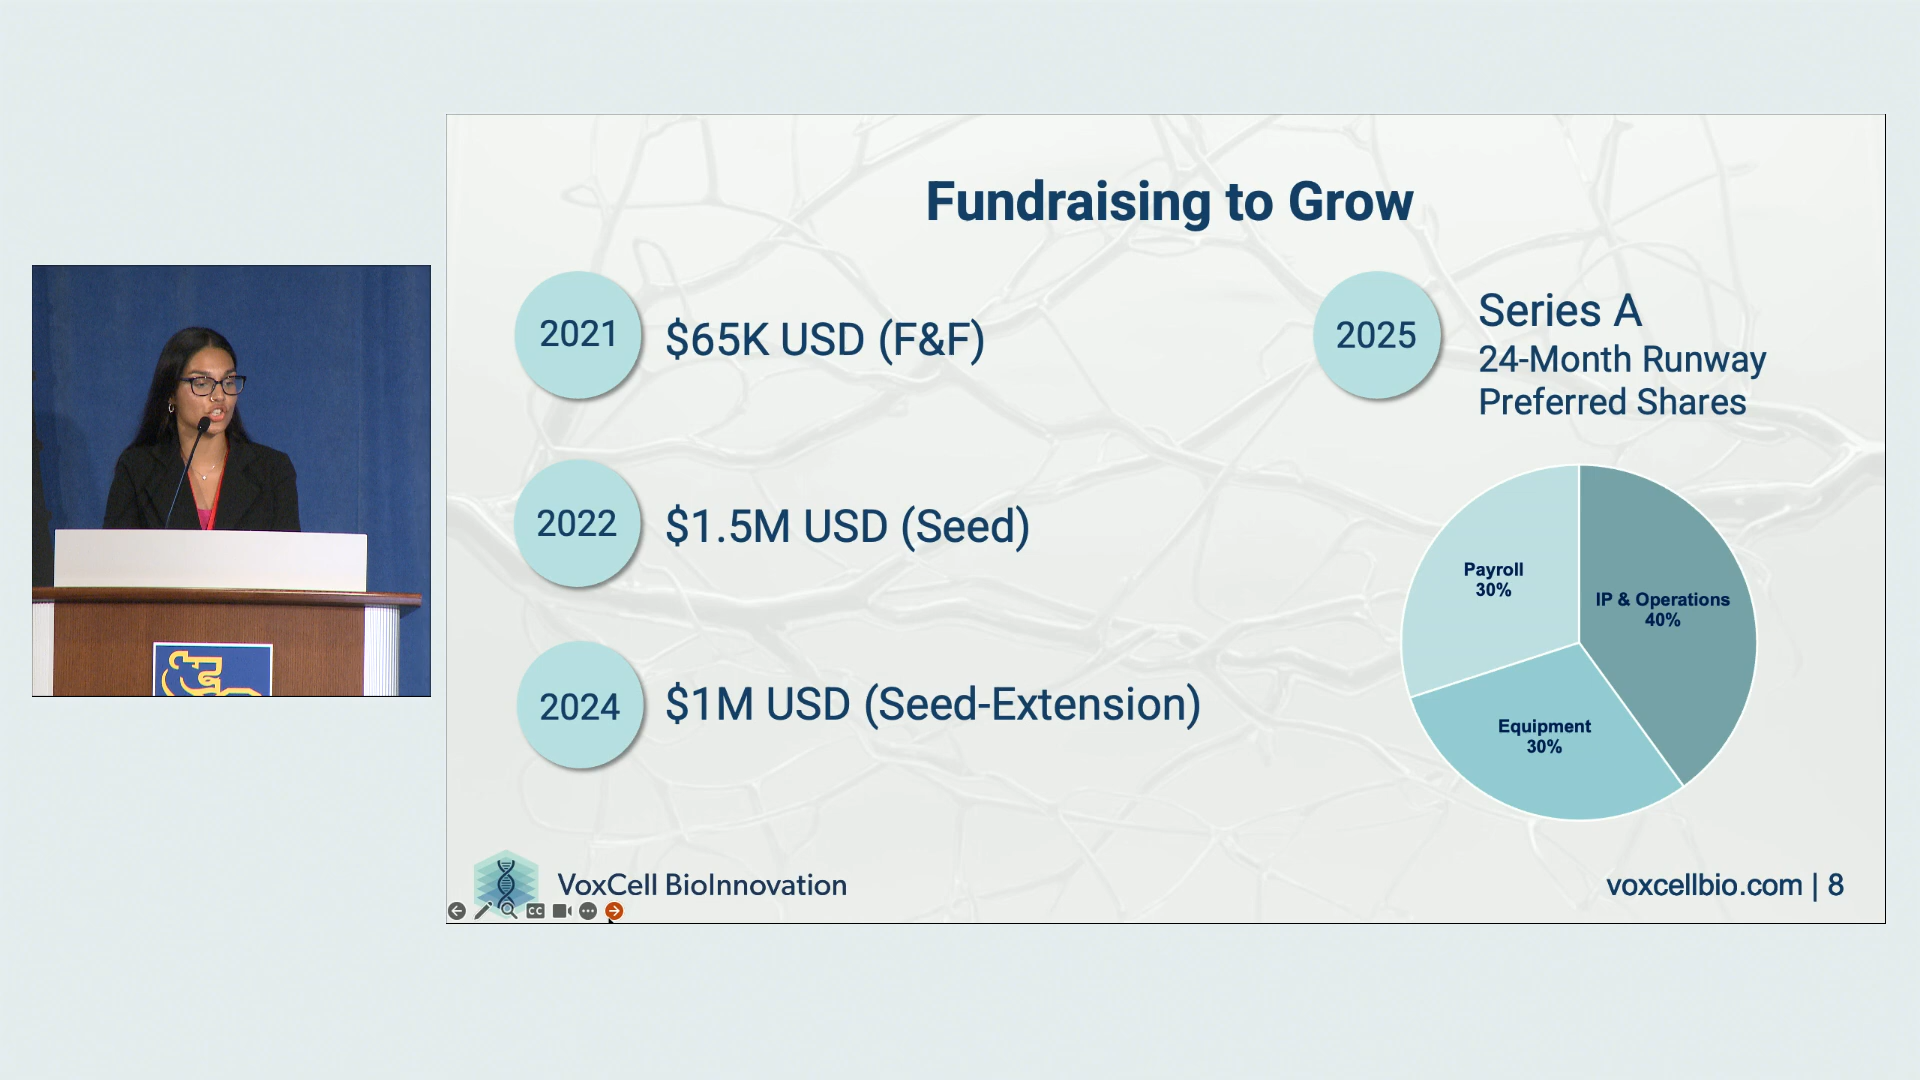 Fundraising to Grow
2021
$65K USD (F&F)
2022
$1.5M USD (Seed)
2024
$1M USD (Seed-Extension)
2025
Series A
24-Month Runway
Preferred Shares
Payroll
30%
IP & Operations
40%
Equipment
30%
VoxCell BioInnovation
voxcellbio.com | 8
CC